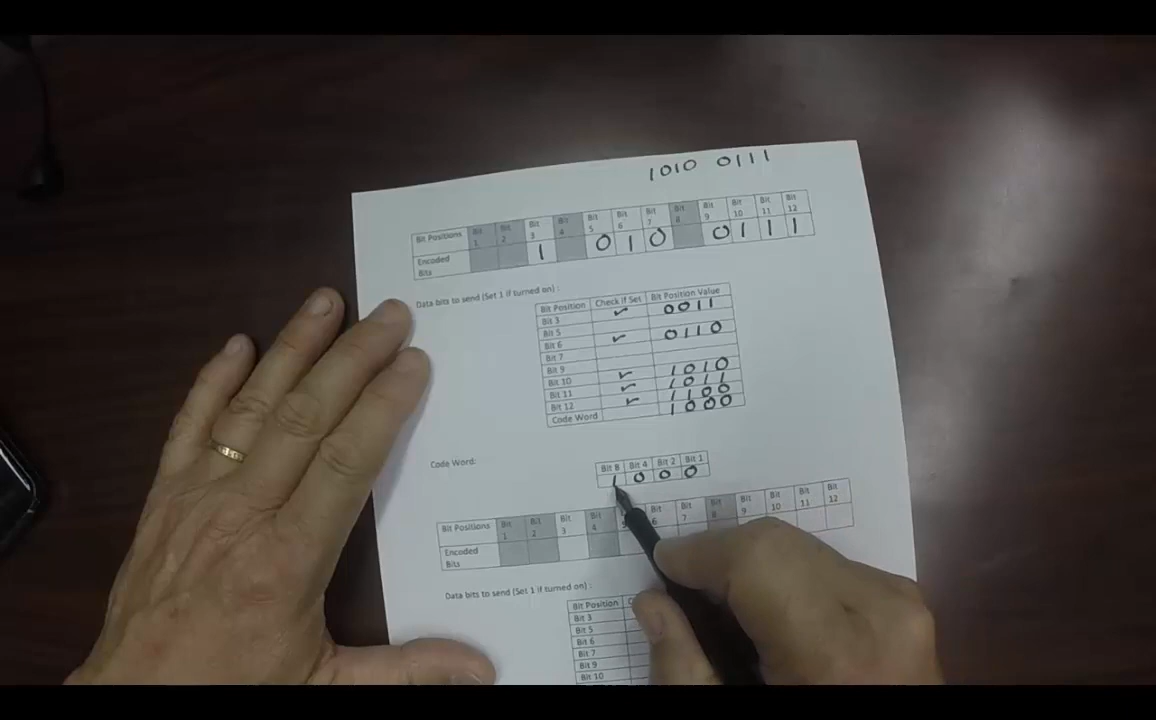 1010 0111
Bit Positions Bit 1 Bit 2 Bit 3 Bit 4 Bit 5 Bit 6 Bit 7 Bit 8 Bit 9 Bit 10 Bit 11 Bit 12
Encoded Bits 1 0 1 0 0 1 1 1
Data bits to send (Set 1 if turned on) :
Bit Position Check if Set Bit Position Value
Bit 3 ✓ 0011
Bit 5
Bit 6 ✓ 0110
Bit 7
Bit 9
Bit 10 ✓ 1010
Bit 11 ✓ 1011
Bit 12 ✓ 1100
Code Word 1000
Code Word:
Bit 8 Bit 4 Bit 2 Bit 1
1 0 0 0
Bit Positions Bit 1 Bit 2 Bit 3 Bit 4 Bit 6 Bit 7 Bit 8 Bit 9 Bit 10 Bit 11 Bit 12
Encoded Bits
Data bits to send (Set 1 if turned on) :
Bit Position
Bit 3
Bit 5
Bit 6
Bit 7
Bit 9
Bit 10